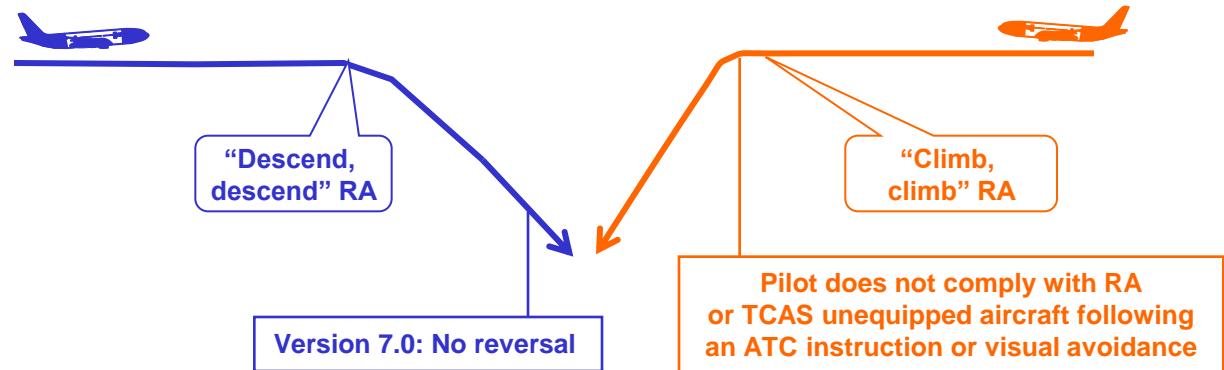 “Descend,
descend” RA
“Climb,
climb” RA
Version 7.0: No reversal
Pilot does not comply with RA
or TCAS unequipped aircraft following
an ATC instruction or visual avoidance